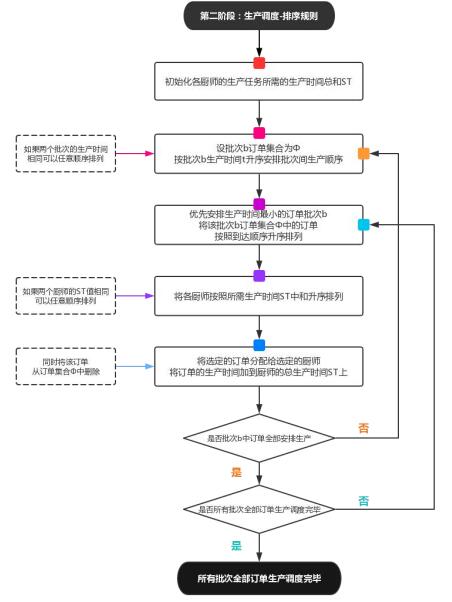 第二阶段：生产调度-排序规则
初始化各厨师的生产任务所需的生产时间总和ST
如果两个批次的生产时间
相同可以任意顺序排列
设批次b订单集合为Φ
按批次b生产时间t升序安排批次间生产顺序
优先安排生产时间最小的订单批次b
将该批次b订单集合Φ中的订单
按照到达顺序升序排列
如果两个厨师的ST值相同
可以任意顺序排列
将各厨师按照所需生产时间ST中和升序排列
同时将该订单
从订单集合Φ中删除
将选定的订单分配给选定的厨师
将订单的生产时间加到厨师的总生产时间ST上
是否批次b中订单全部安排生产
否
是
是否所有批次全部订单生产调度完毕
否
是
所有批次全部订单生产调度完毕